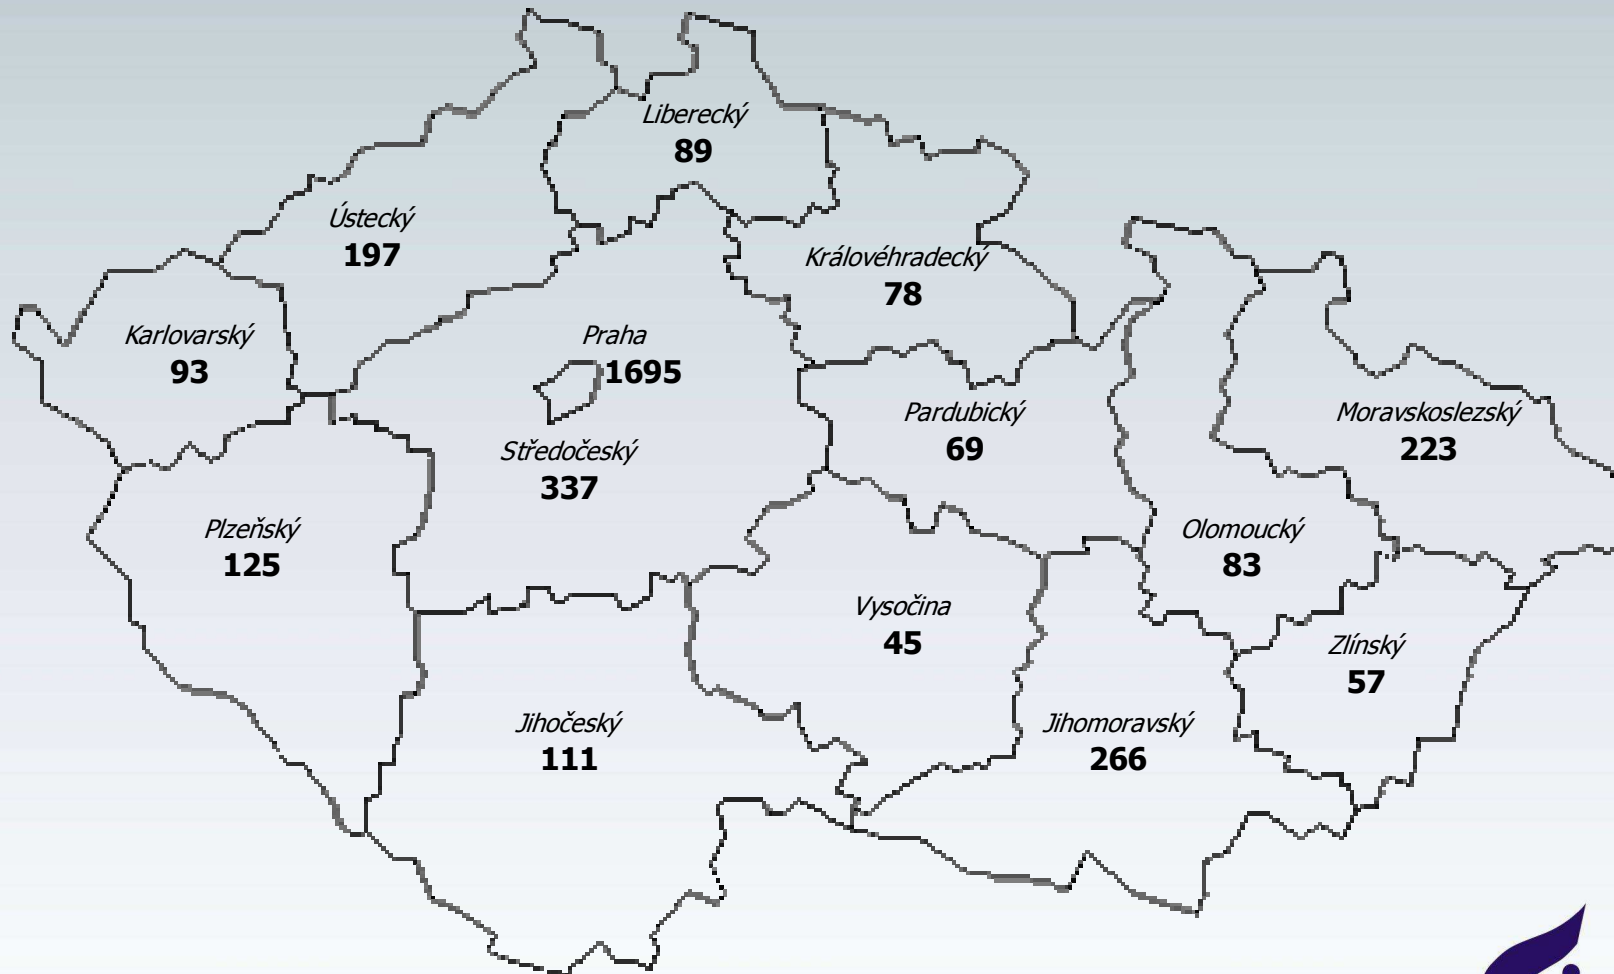 Liberecký
89
Ústecký
197
Královéhradecký
78
Karlovarský
93
Praha
1695
Pardubický
69
Moravskoslezský
223
Středočeský
337
Plzeňský
125
Olomoucký
83
Vysočina
45
Zlínský
57
Jihočeský
111
Jihomoravský
266